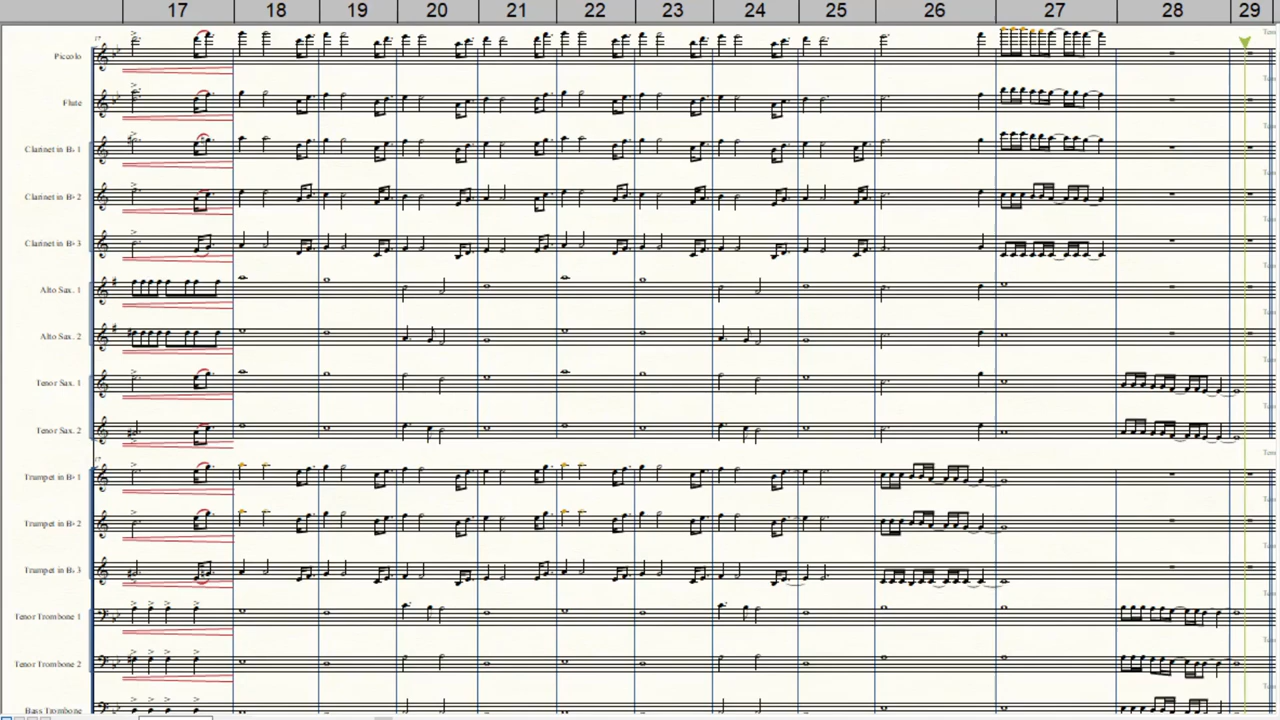 17 18 19 20 21 22 23 24 25 26 27 28 29
17
Piccolo
Flute
Clarinet in B♭ 1
Clarinet in B♭ 2
Clarinet in B♭ 3
Alto Sax. 1
Alto Sax. 2
Tenor Sax. 1
Tenor Sax. 2
17
Trumpet in B♭ 1
Trumpet in B♭ 2
Trumpet in B♭ 3
Tenor Trombone 1
Tenor Trombone 2
Bass Trombone